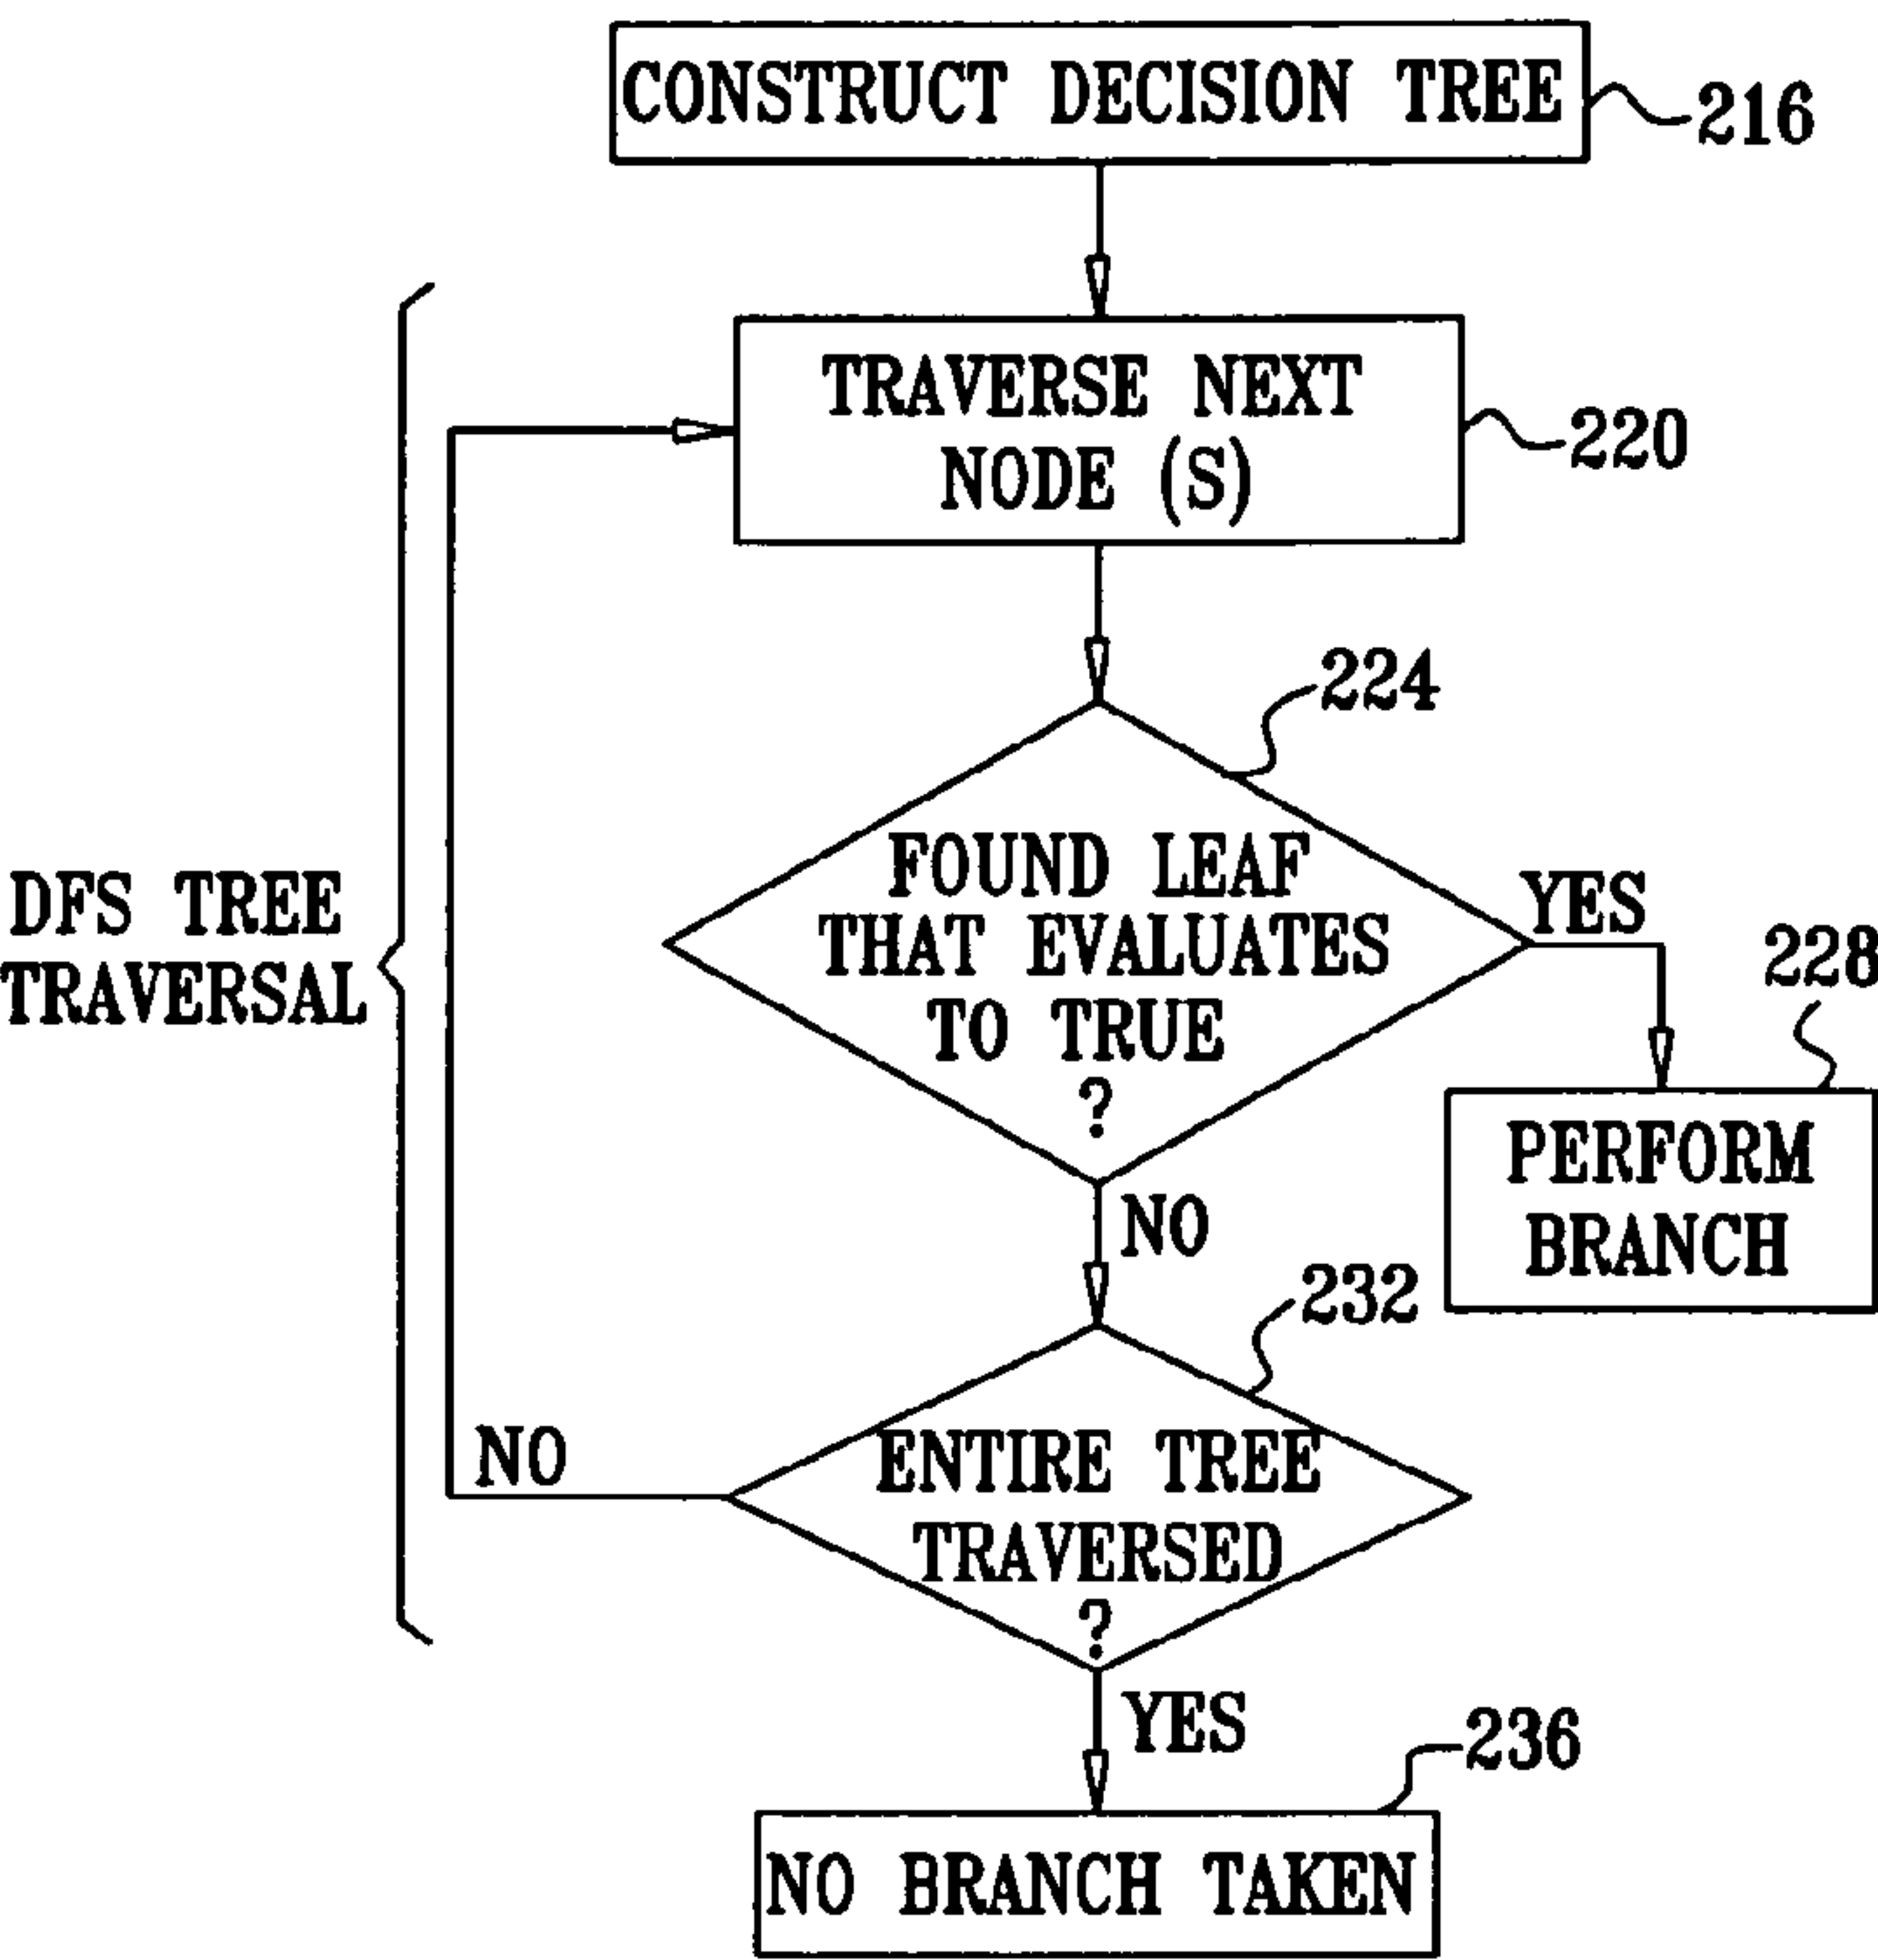 CONSTRUCT DECISION TREE
216
TRAVERSE NEXT
NODE (S)
220
224
FOUND LEAF
THAT EVALUATES
TO TRUE
?
YES
228
PERFORM
BRANCH
DFS TREE
TRAVERSAL
NO
232
ENTIRE TREE
TRAVERSED
?
NO
YES
236
NO BRANCH TAKEN